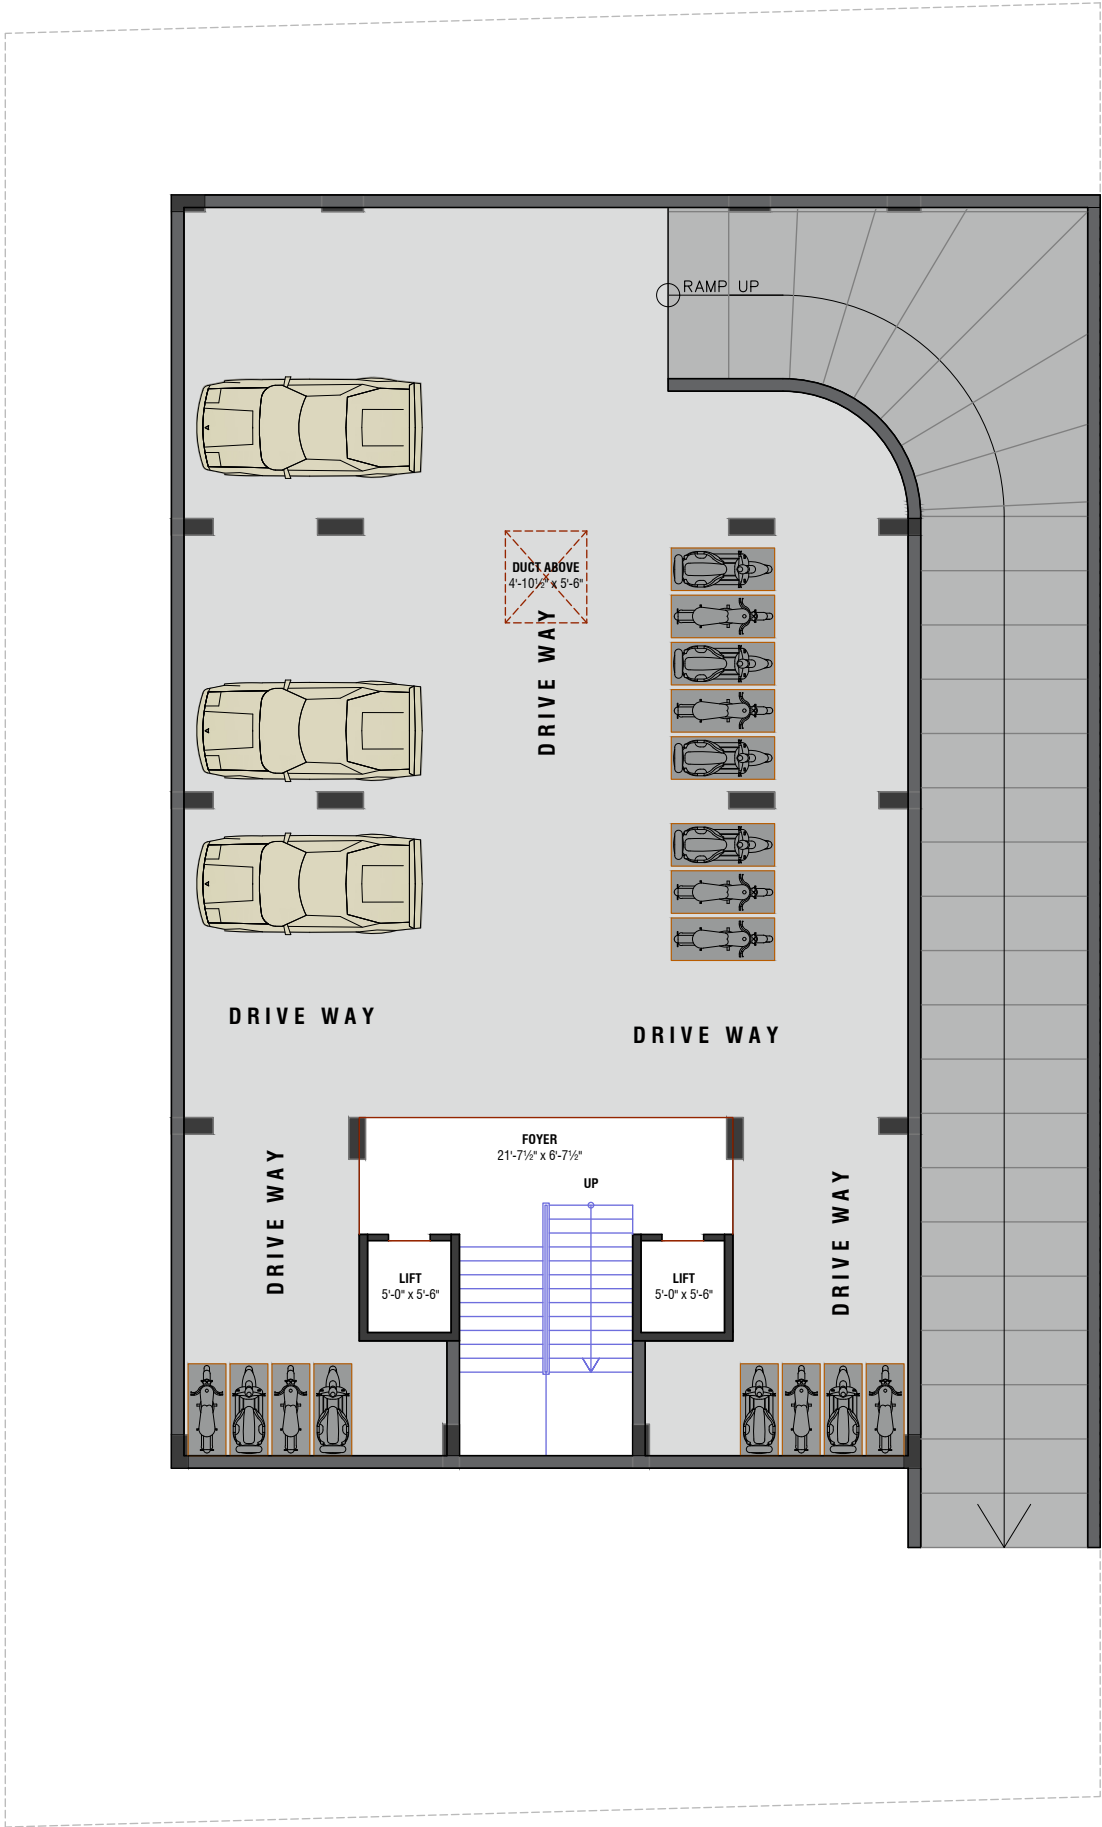 RAMP UP
DUCT ABOVE
4'-10½" x 5'-6"
DRIVE WAY
DRIVE WAY
DRIVE WAY
FOYER
21'-7½" x 6'-7½"
UP
DRIVE WAY
DRIVE WAY
LIFT
5'-0" x 5'-6"
LIFT
5'-0" x 5'-6"